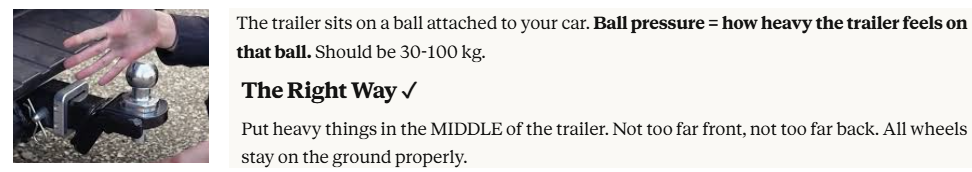 The trailer sits on a ball attached to your car. Ball pressure = how heavy the trailer feels on
that ball. Should be 30-100 kg.
The Right Way ✓
Put heavy things in the MIDDLE of the trailer. Not too far front, not too far back. All wheels
stay on the ground properly.